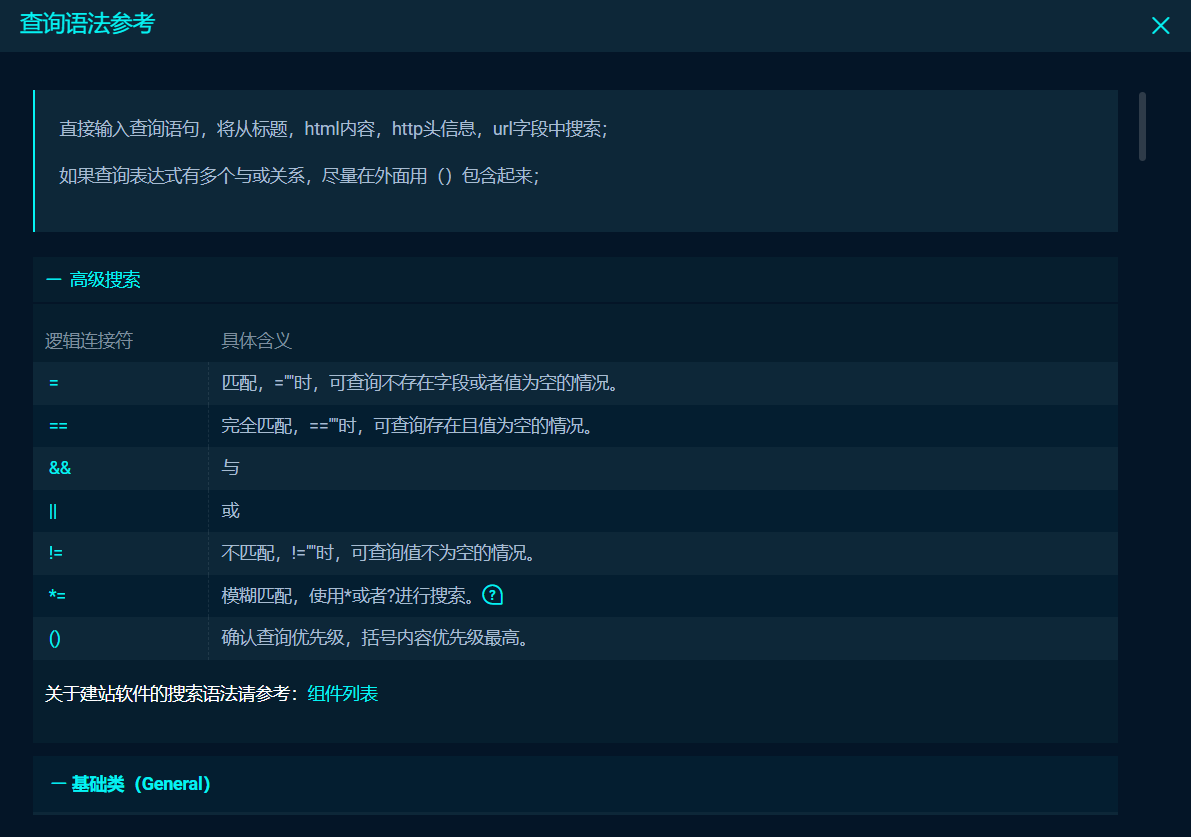 查询语法参考
直接输入查询语句，将从标题，html内容，http头信息，url字段中搜索；
如果查询表达式有多个与或关系，尽量在外面用（）包含起来；
一 高级搜索
逻辑连接符 具体含义
= 匹配，=""时，可查询不存在字段或者值为空的情况。
== 完全匹配，==""时，可查询存在且值为空的情况。
&& 与
|| 或
!= 不匹配，!=""时，可查询值不为空的情况。
*= 模糊匹配，使用*或者?进行搜索。?
() 确认查询优先级，括号内容优先级最高。
关于建站软件的搜索语法请参考：组件列表
一 基础类（General）